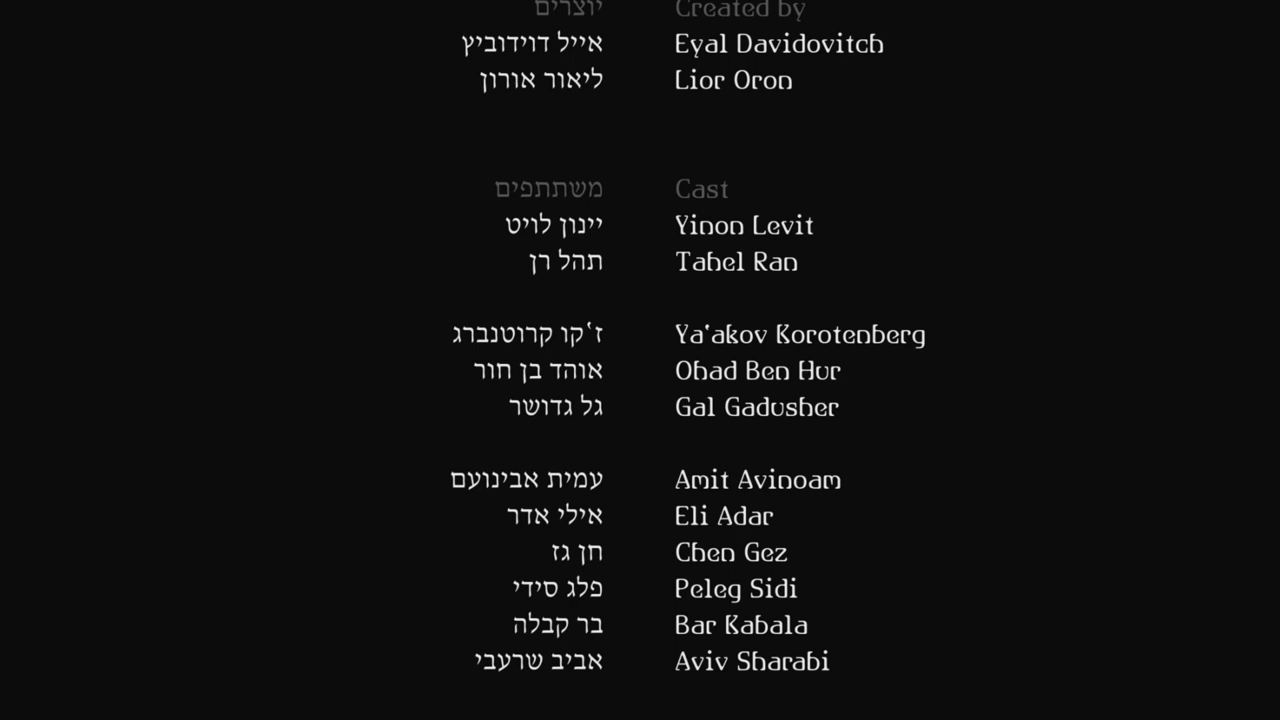 יוצרים Created by
אייל דוידוביץ Eyal Davidovitch
ליאור אורון Lior Oron
משתתפים Cast
יינון לויט Yinon Levit
תהל רן Tahel Ran
ז'קו קרוטנברג Ya'akov Korotenberg
אוהד בן חור Ohad Ben Hur
גל גדושר Gal Gadusher
עמית אבינועם Amit Avinoam
אילי אדר Eli Adar
חן גז Chen Gez
פלג סידי Peleg Sidi
בר קבלה Bar Kabala
אביב שרעבי Aviv Sharabi